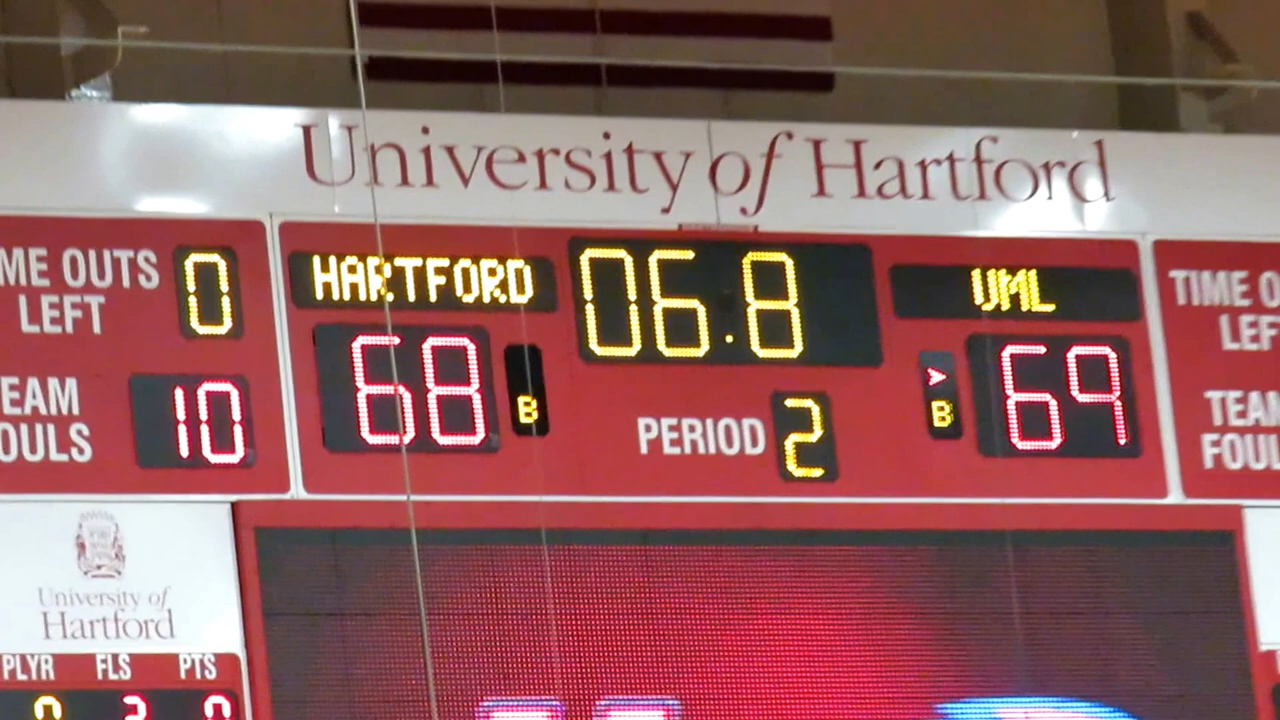 University of Hartford
ME OUTS
LEFT
0
HARTFORD
06.8
UML
TIME O
LEF
68
B
>
B
69
EAM
OULS
10
PERIOD
2
TEAM
FOUL
University of
Hartford
PLYR FLS PTS